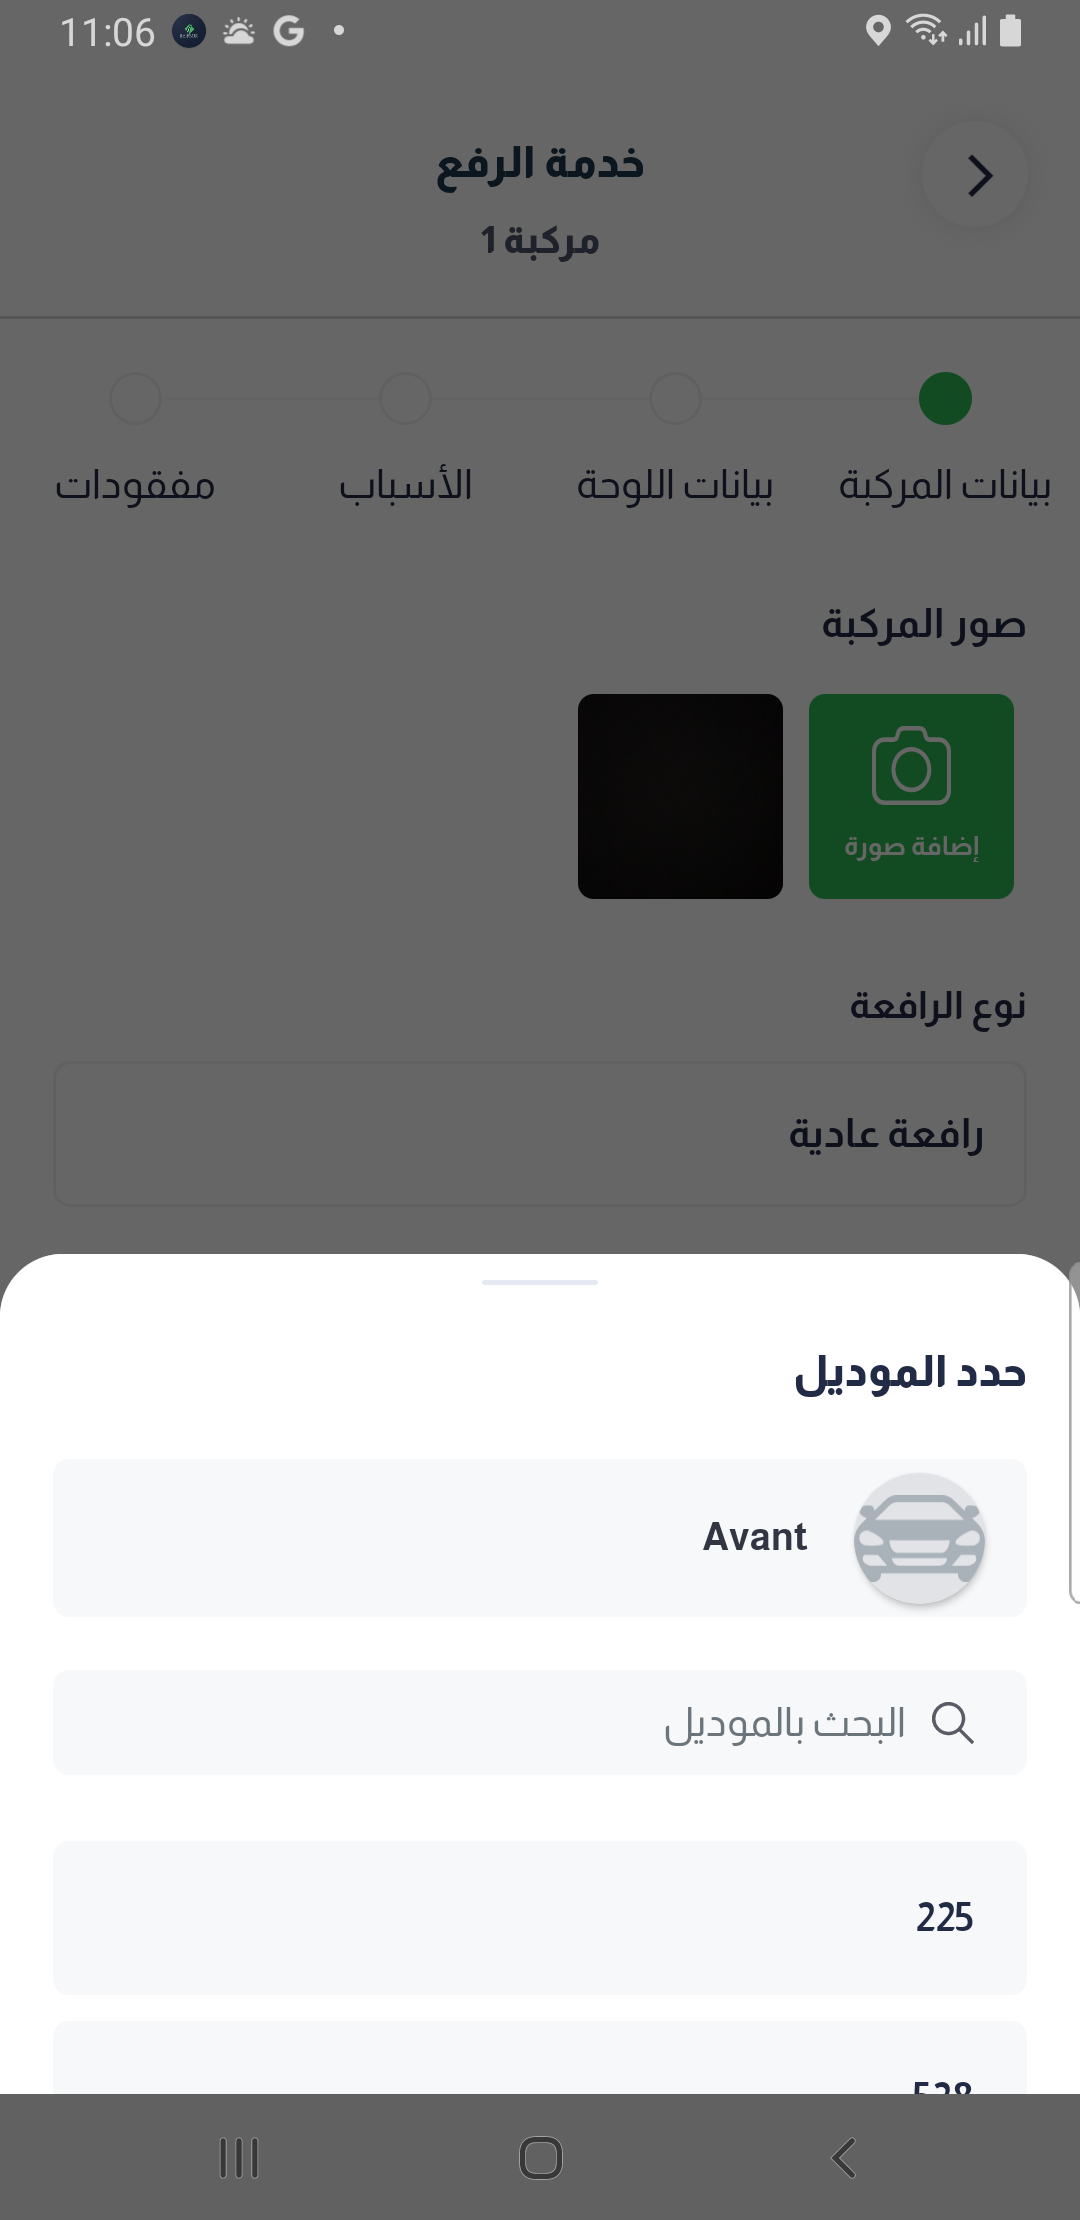 11:06
خدمة الرفع
مركبة 1
بيانات المركبة
بيانات اللوحة
الأسباب
مفقودات
صور المركبة
إضافة صورة
نوع الرافعة
رافعة عادية
حدد الموديل
Avant
البحث بالموديل
225
528